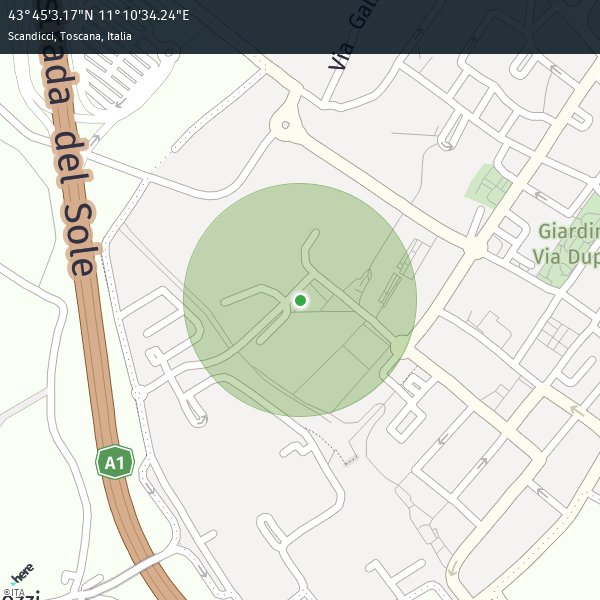 43°45'3.17"N 11°10'34.24"E
Scandicci, Toscana, Italia
Via Gal
ada del Sole
Giardin
Via Dup
A1
here
©ITA
ozzi